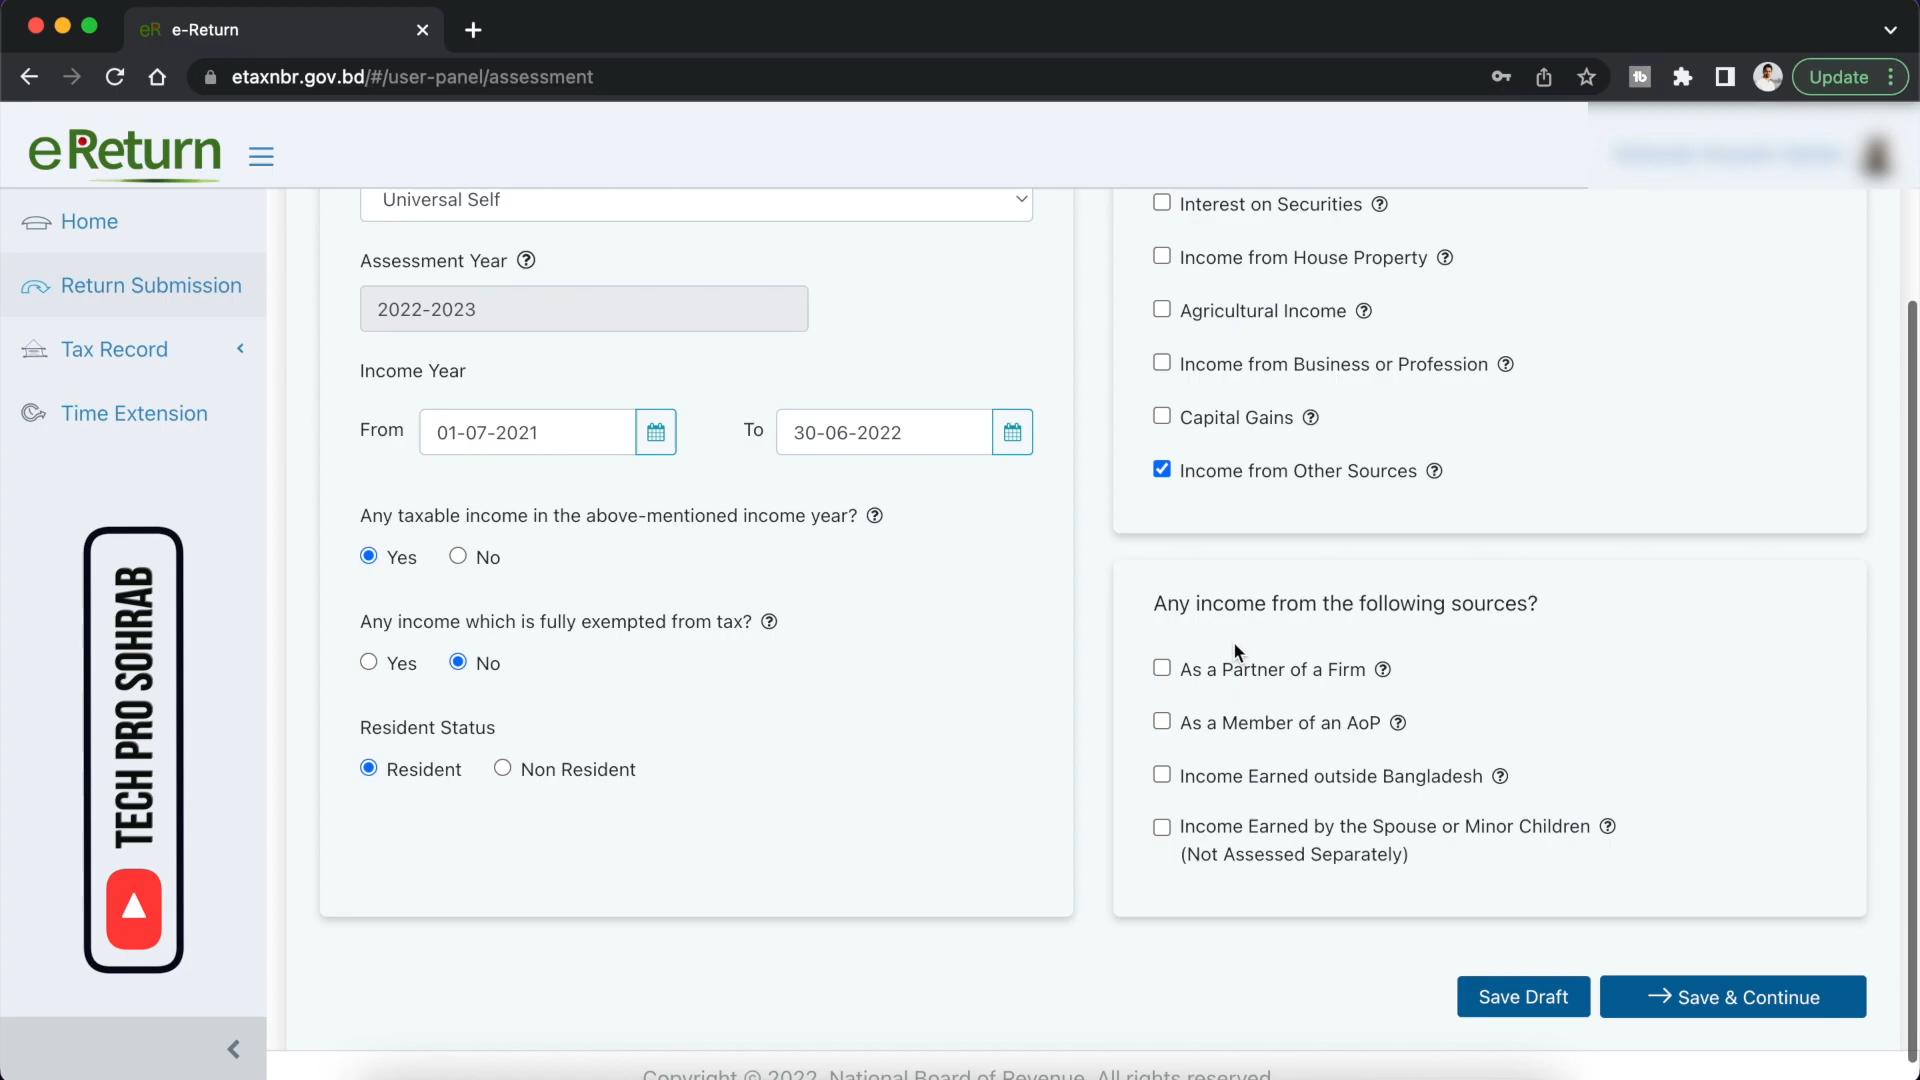 e-Return
etaxnbr.gov.bd/#/user-panel/assessment
Update
eReturn
Home
Return Submission
Tax Record
Time Extension
TECH PRO SOHRAB
Universal Self
Assessment Year
2022-2023
Income Year
From 01-07-2021 To 30-06-2022
Any taxable income in the above-mentioned income year?
Yes No
Any income which is fully exempted from tax?
Yes No
Resident Status
Resident Non Resident
Interest on Securities
Income from House Property
Agricultural Income
Income from Business or Profession
Capital Gains
Income from Other Sources
Any income from the following sources?
As a Partner of a Firm
As a Member of an AoP
Income Earned outside Bangladesh
Income Earned by the Spouse or Minor Children
(Not Assessed Separately)
Save Draft
Save & Continue
Copyright © 2022 National Board of Revenue. All rights reserved